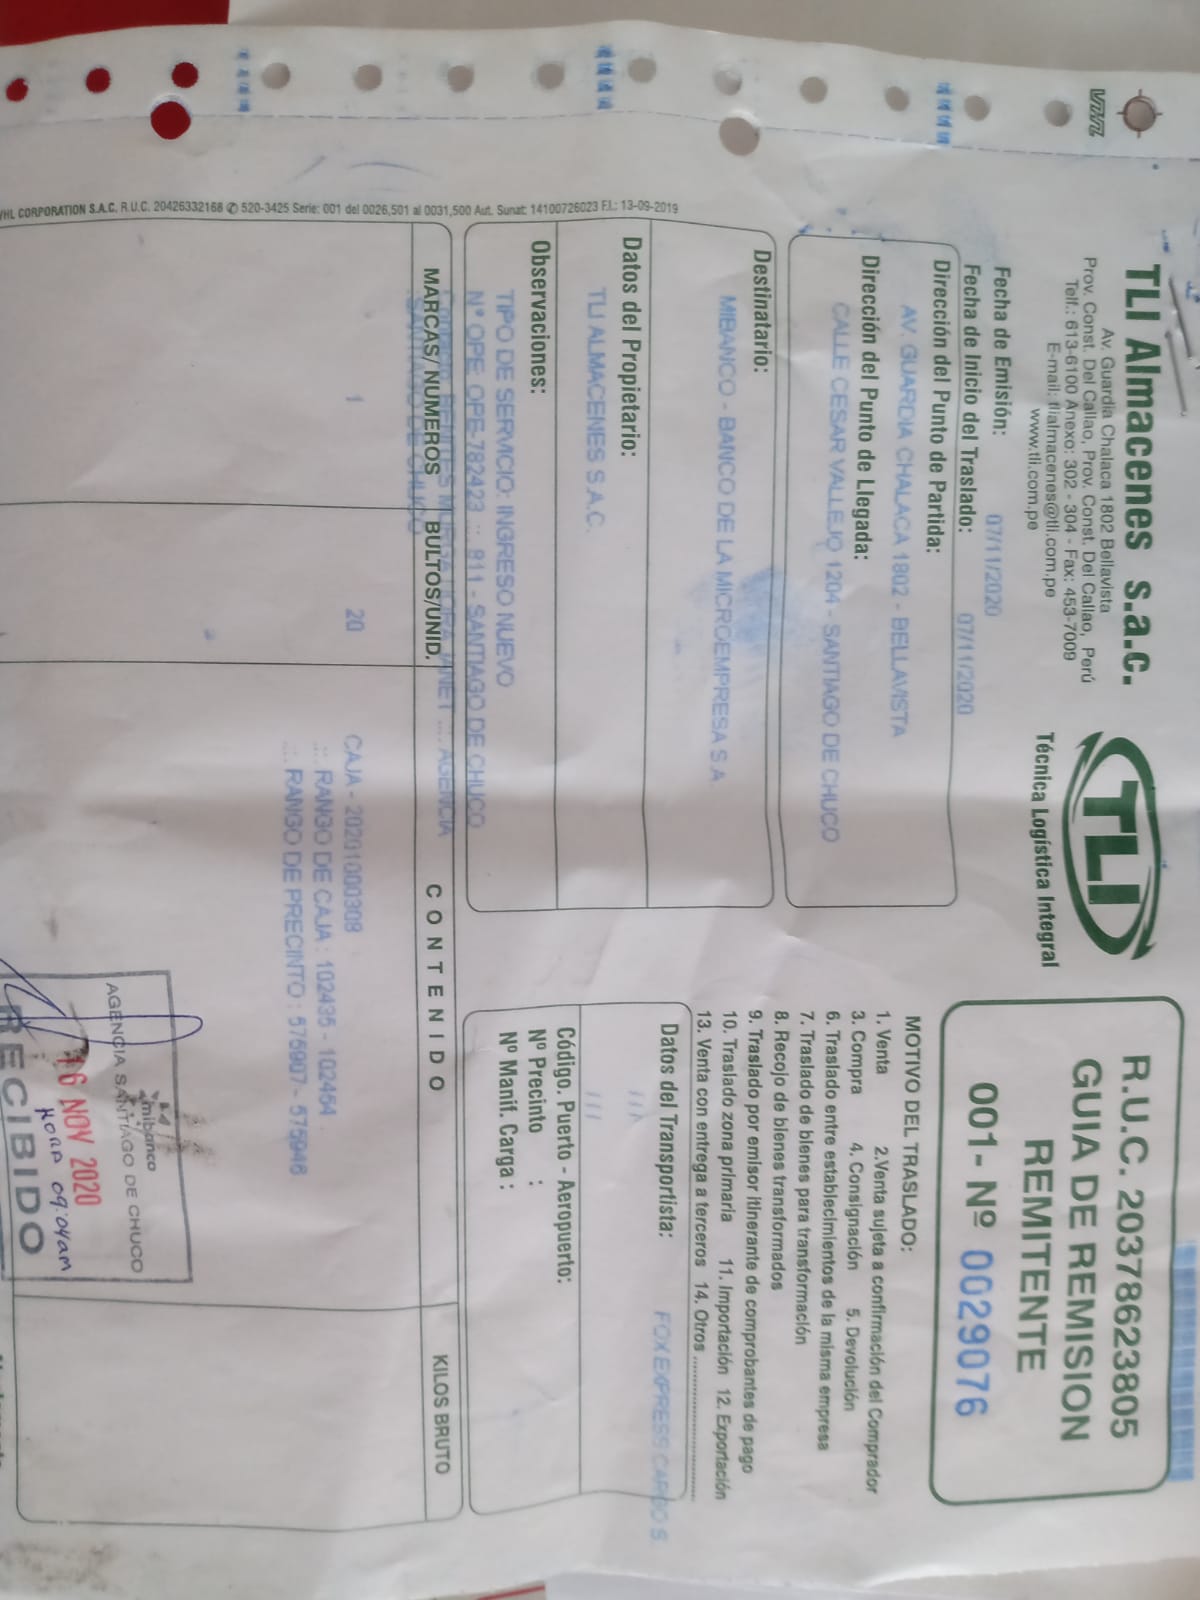 VHL CORPORATION S.A.C. R.U.C. 20426332168 ✆ 520-3425 Serie: 001 del 0026,501 al 0031,500 Aut. Sunat: 14100726023 F.I.: 13-09-2019
TLI Almacenes s.a.c.
Av. Guardia Chalaca 1802 Bellavista
Prov. Const. Del Callao, Prov. Const. Del Callao, Perú
Telf.: 613-6100 Anexo: 302 - 304 - Fax: 453-7009
E-mail: tlialmacenes@tli.com.pe
www.tli.com.pe
TLI
Técnica Logística Integral
R.U.C. 20378623805
GUIA DE REMISION
REMITENTE
001- Nº 0029076
Fecha de Emisión: 07/11/2020
Fecha de Inicio del Traslado: 07/11/2020
Dirección del Punto de Partida:
AV. GUARDIA CHALACA 1802 - BELLAVISTA
Dirección del Punto de Llegada:
CALLE CESAR VALLEJO 1204 - SANTIAGO DE CHUCO
MOTIVO DEL TRASLADO:
1. Venta 2.Venta sujeta a confirmación del Comprador
3. Compra 4. Consignación 5. Devolución
6. Traslado entre establecimientos de la misma empresa
7. Traslado de bienes para transformación
8. Recojo de bienes transformados
9. Traslado por emisor itinerante de comprobantes de pago
10. Traslado zona primaria 11. Importación 12. Exportación
13. Venta con entrega a terceros 14. Otros ..............................
Destinatario:
MIBANCO - BANCO DE LA MICROEMPRESA S A
Datos del Propietario:
TLI ALMACENES S.A.C.
Observaciones:
TIPO DE SERVICIO: INGRESO NUEVO
Nº OPE OPE-782423 .::. 811 - SANTIAGO DE CHUCO
AGENCIA
SANTIAGO DE CHUCO
Datos del Transportista: FOX EXPRESS CARGO S
/ / /
/ / /
Código. Puerto - Aeropuerto:
Nº Precinto :
Nº Manif. Carga :
MARCAS/ NUMEROS BULTOS/UNID. CONTENIDO KILOS BRUTO
1 20 CAJA - 20201000308
.::. RANGO DE CAJA : 102435 - 102454
.::. RANGO DE PRECINTO : 575907 - 575946
mibanco
AGENCIA SANTIAGO DE CHUCO
16 NOV 2020
HORA 09:04am
RECIBIDO